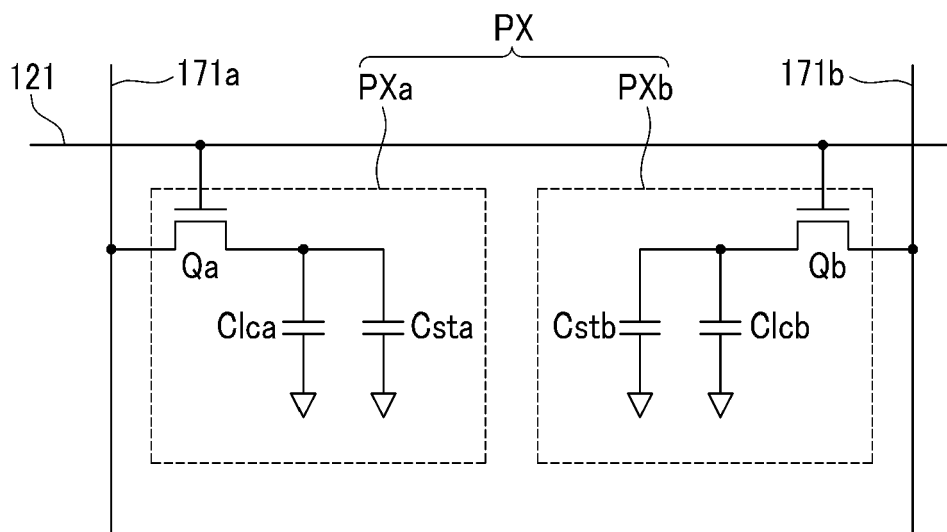 PX
121
171a
PXa
PXb
171b
Qa
Qb
Clca
Csta
Cstb
Clcb